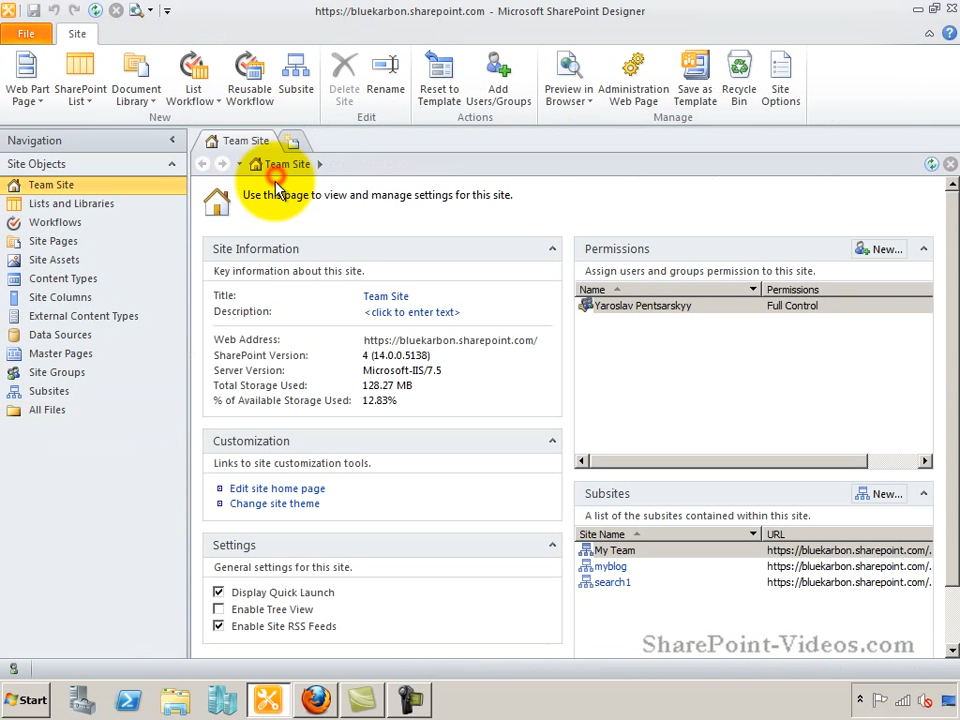 https://bluekarbon.sharepoint.com - Microsoft SharePoint Designer
File
Site
Web Part Page
SharePoint List
Document Library
List Workflow
Reusable Workflow
Subsite
Delete Site
Rename
Reset to Template
Add Users/Groups
Preview in Browser
Administration Web Page
Save as Template
Recycle Bin
Site Options
New
Edit
Actions
Manage
Navigation
Site Objects
Team Site
Lists and Libraries
Workflows
Site Pages
Site Assets
Content Types
Site Columns
External Content Types
Data Sources
Master Pages
Site Groups
Subsites
All Files
Team Site
Team Site
Use this page to view and manage settings for this site.
Site Information
Key information about this site.
Title: Team Site
Description: <click to enter text>
Web Address: https://bluekarbon.sharepoint.com/
SharePoint Version: 4 (14.0.0.5138)
Server Version: Microsoft-IIS/7.5
Total Storage Used: 128.27 MB
% of Available Storage Used: 12.83%
Customization
Links to site customization tools.
Edit site home page
Change site theme
Settings
General settings for this site.
Display Quick Launch
Enable Tree View
Enable Site RSS Feeds
Permissions New...
Assign users and groups permission to this site.
Name Permissions
Yaroslav Pentsarskyy Full Control
Subsites New...
A list of the subsites contained within this site.
Site Name URL
My Team https://bluekarbon.sharepoint.com/.
myblog https://bluekarbon.sharepoint.com/.
search1 https://bluekarbon.sharepoint.com/.
SharePoint-Videos.com
Start